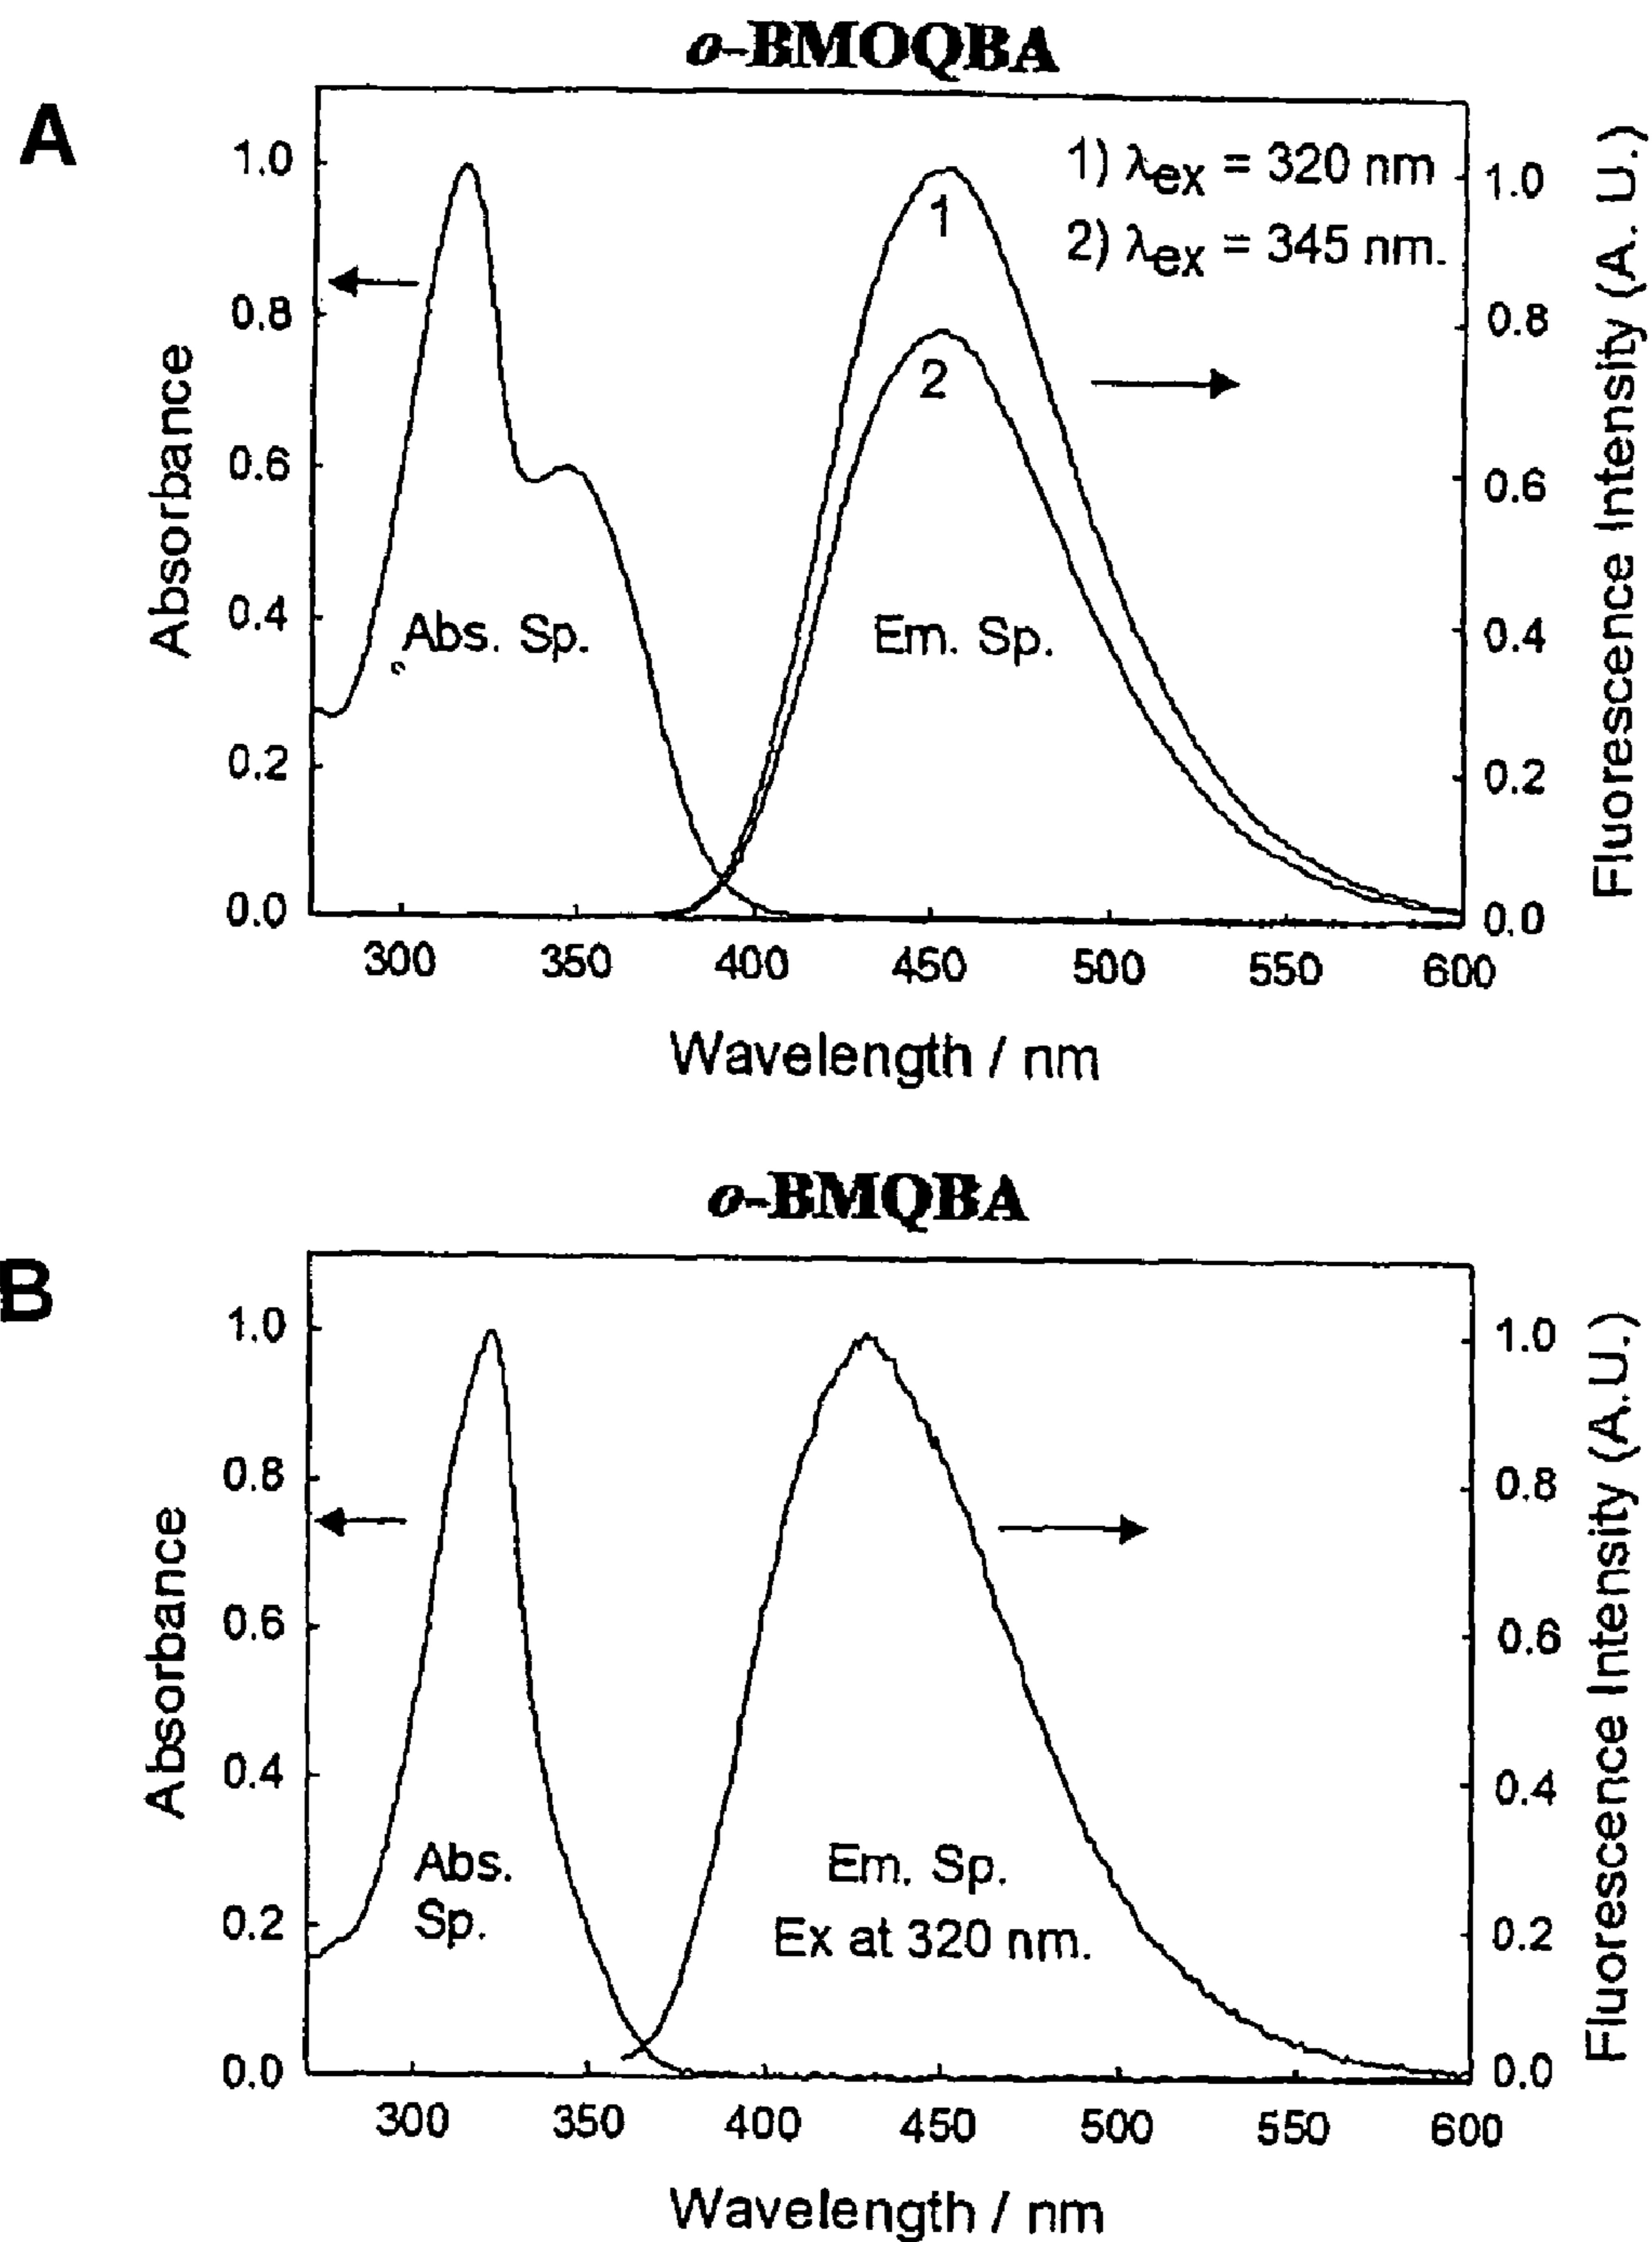 o-BMOQBA
A
1) λex = 320 nm
2) λex = 345 nm.
1.0
0.8
0.6
0.4
0.2
0.0
Absorbance
1
2
Abs. Sp.
Em. Sp.
1.0
0.8
0.6
0.4
0.2
0.0
Fluorescence Intensity (A. U.)
300 350 400 450 500 550 600
Wavelength / nm
o-BMQBA
B
1.0
0.8
0.6
0.4
0.2
0.0
Absorbance
Abs.
Sp.
Em. Sp.
Ex at 320 nm.
1.0
0.8
0.6
0.4
0.2
0.0
Fluorescence Intensity (A.U.)
300 350 400 450 500 550 600
Wavelength / nm